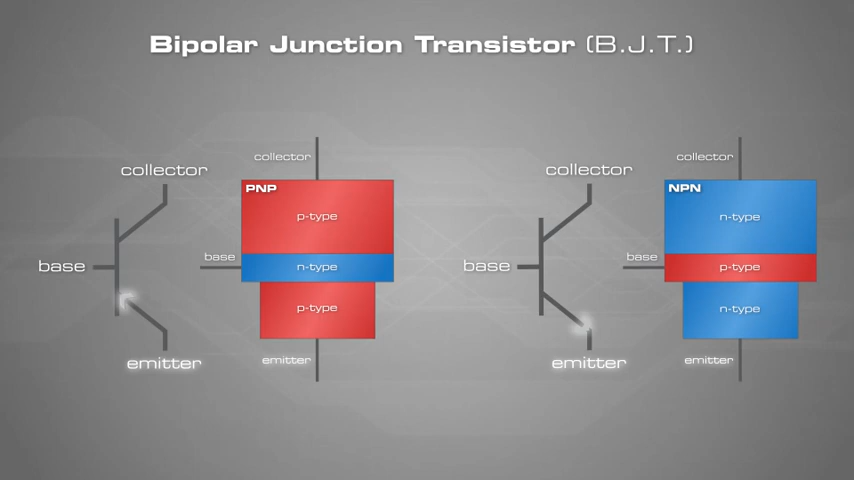 Bipolar Junction Transistor (B.J.T.)
collector
base
emitter
collector
PNP
p-type
base
n-type
p-type
emitter
collector
base
emitter
collector
NPN
n-type
base
p-type
n-type
emitter